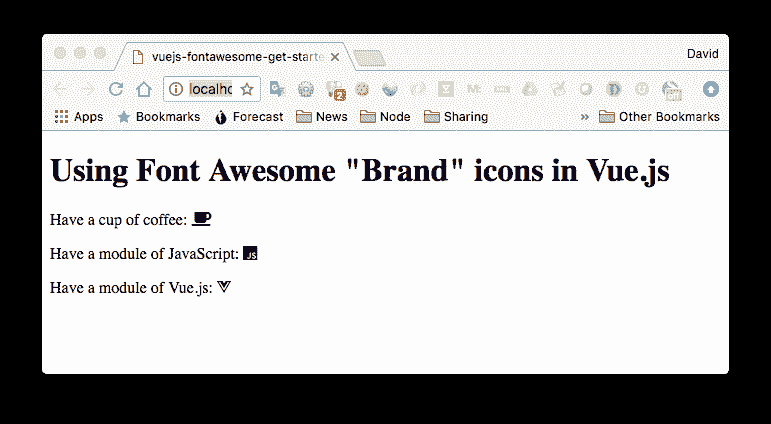 vuejs-fontawesome-get-starte
David
localho
2
Apps Bookmarks Forecast News Node Sharing » Other Bookmarks
Using Font Awesome "Brand" icons in Vue.js
Have a cup of coffee:
Have a module of JavaScript: JS
Have a module of Vue.js: